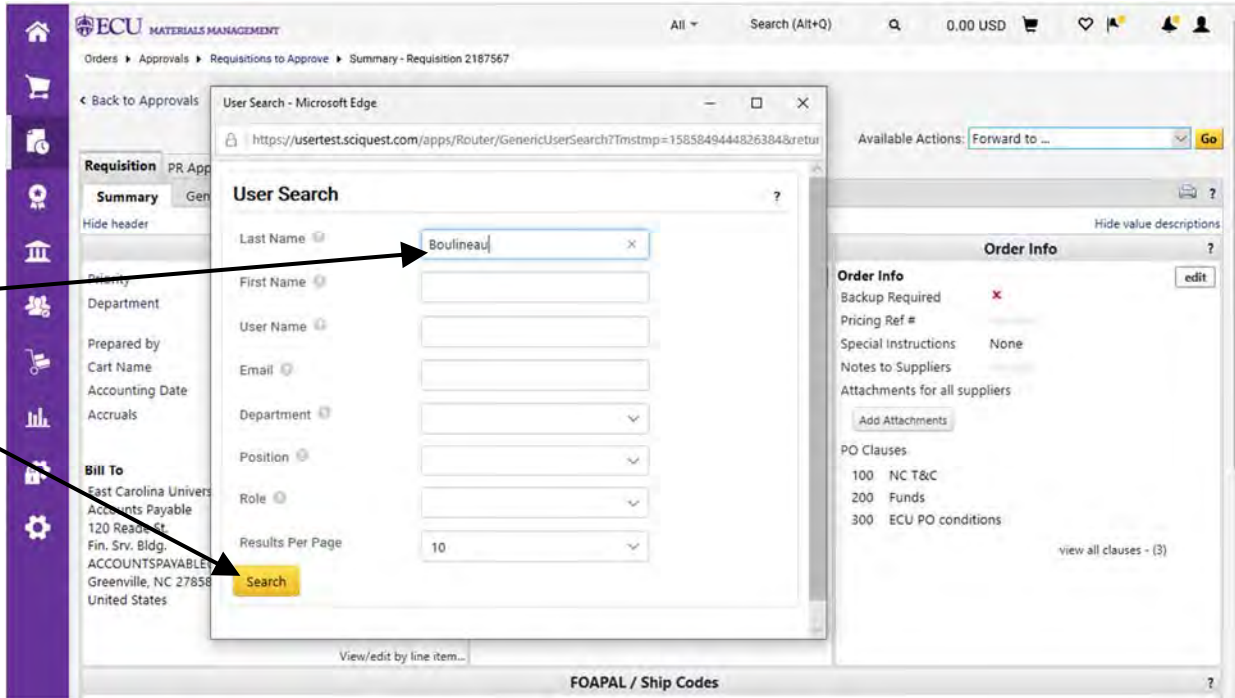 ECU MATERIALS MANAGEMENT
All
Search (Alt+Q)
0.00 USD
Orders Approvals Requisitions to Approve Summary - Requisition 2187567
Back to Approvals
Available Actions: Forward to ...
Go
Requisition PR App
Summary Gen
?
Hide header
Hide value descriptions
User Search - Microsoft Edge
https://usertest.sciquest.com/apps/Router/GenericUserSearch?Tmstmp=1585849444826384&retur
User Search
?
Last Name ?
Boulineau
First Name ?
User Name ?
Email ?
Department ?
Position ?
Role ?
Results Per Page
10
Search
Priority
Department
Prepared by
Cart Name
Accounting Date
Accruals
Bill To
East Carolina Univers
Accounts Payable
120 Reade St.
Fin. Srv. Bldg.
ACCOUNTSPAYABLE
Greenville, NC 27858
United States
View/edit by line item...
Order Info
?
Order Info
edit
Backup Required
Pricing Ref #
Special Instructions None
Notes to Suppliers
Attachments for all suppliers
Add Attachments
PO Clauses
100 NC T&C
200 Funds
300 ECU PO conditions
view all clauses - (3)
FOAPAL / Ship Codes
?